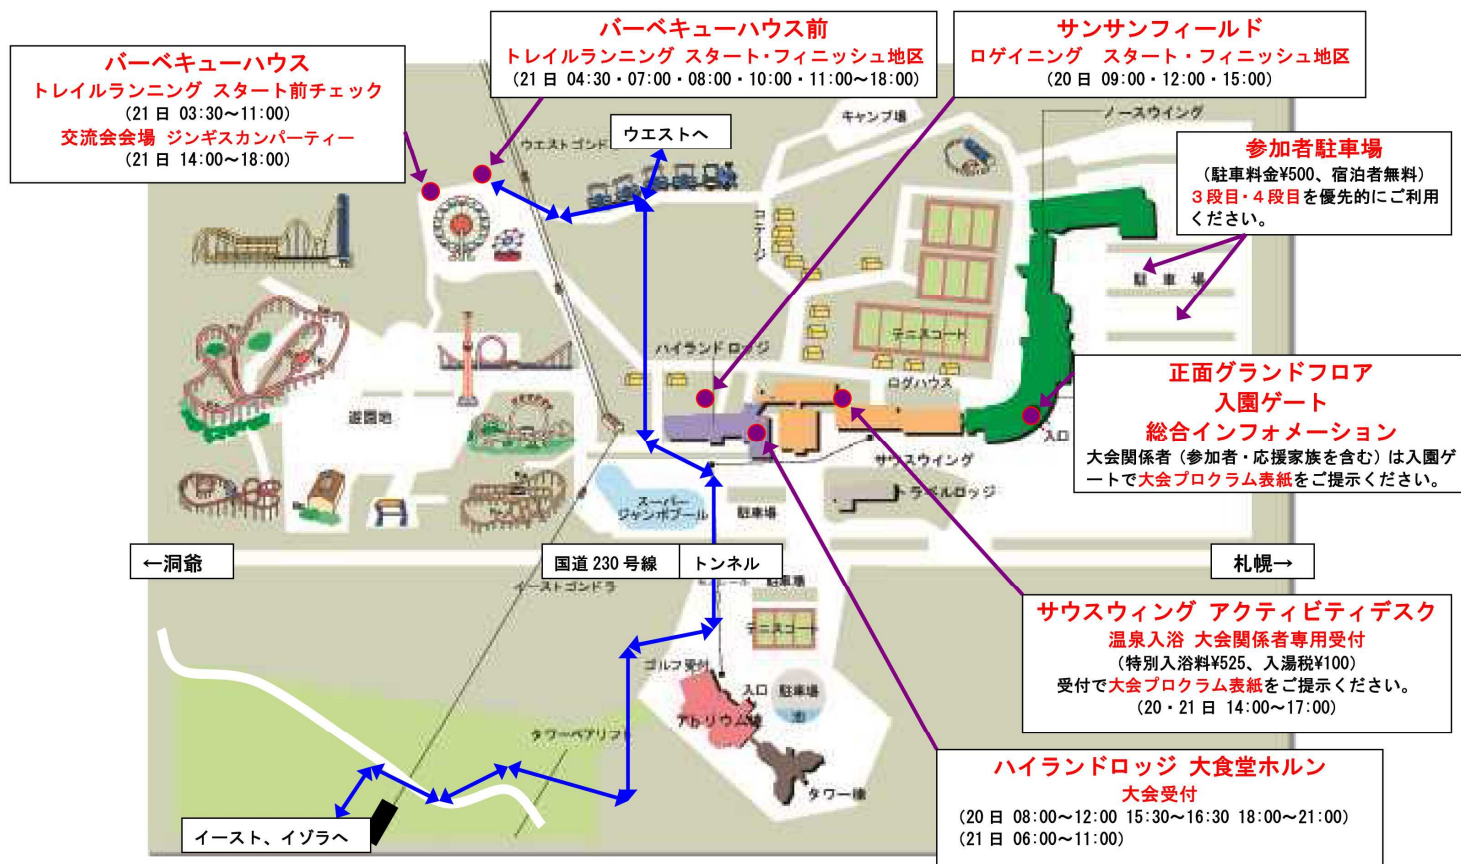 バーベキューハウス
トレイルランニング スタート前チェック
(21日 03:30～11:00)
交流会会場 ジンギスカンパーティー
(21日 14:00～18:00)
バーベキューハウス前
トレイルランニング スタート・フィニッシュ地区
(21日 04:30・07:00・08:00・10:00・11:00～18:00)
サンサンフィールド
ロゲイニング スタート・フィニッシュ地区
(20日 09:00・12:00・15:00)
ウエストへ
ウエストゴンド
キャンプ場
ノースウイング
参加者駐車場
(駐車料金¥500、宿泊者無料)
３段目・４段目を優先的にご利用
ください。
コテージ
駐車場
テニスコート
ハイランドロッジ
ログハウス
遊園地
入口
正面グランドフロア
入園ゲート
総合インフォメーション
大会関係者（参加者・応援家族を含む）は入園ゲ
ートで大会プロクラム表紙をご提示ください。
サウスウイング
トラベルロッジ
スーパー
ジャンボプール
駐車場
←洞爺
国道230号線
トンネル
札幌→
イーストゴンドラ
駐車場
テニスコート
サウスウィング アクティビティデスク
温泉入浴 大会関係者専用受付
(特別入浴料¥525、入湯税¥100)
受付で大会プロクラム表紙をご提示ください。
(20・21日 14:00～17:00)
ゴルフ受付
入口
駐車場
アトリウム棟
タワーペアリフト
タワー棟
ハイランドロッジ 大食堂ホルン
大会受付
(20日 08:00～12:00 15:30～16:30 18:00～21:00)
(21日 06:00～11:00)
イースト、イゾラへ